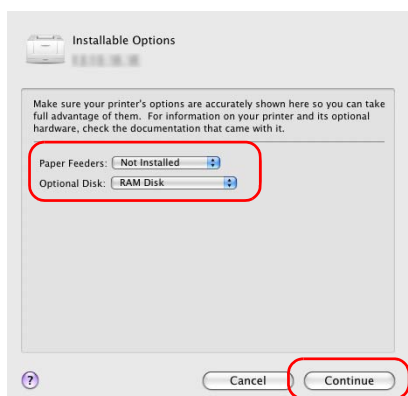 Installable Options
Make sure your printer's options are accurately shown here so you can take
full advantage of them. For information on your printer and its optional
hardware, check the documentation that came with it.
Paper Feeders: Not Installed
Optional Disk: RAM Disk
? Cancel Continue